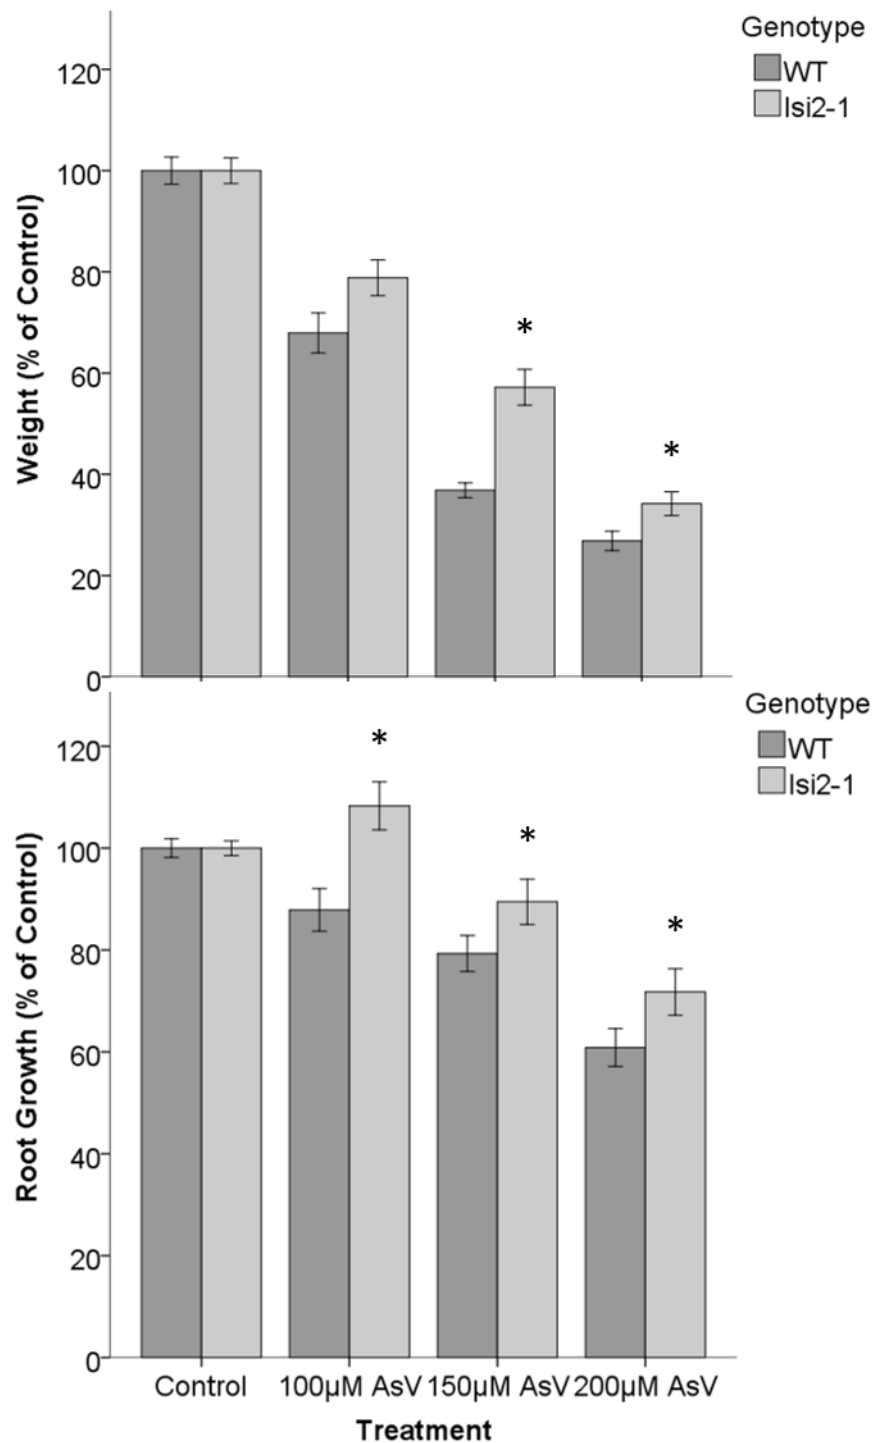 Genotype
WT
lsi2-1
120
100
80
60
40
20
0
Weight (% of Control)
*
*
Genotype
WT
lsi2-1
120
100
80
60
40
20
0
Root Growth (% of Control)
*
*
*
Control 100µM AsV 150µM AsV 200µM AsV
Treatment